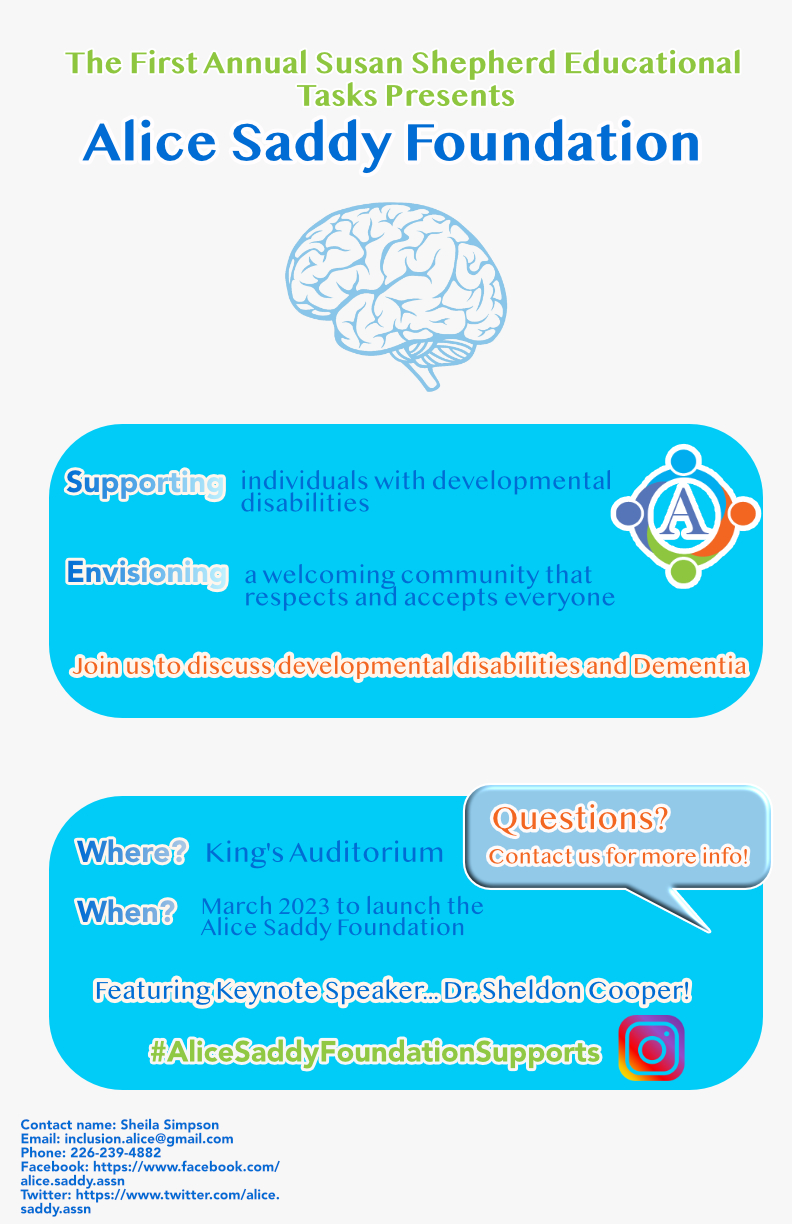 The First Annual Susan Shepherd Educational
Tasks Presents
Alice Saddy Foundation
Supporting individuals with developmental
disabilities
A
Envisioning a welcoming community that
respects and accepts everyone
Join us to discuss developmental disabilities and Dementia
Questions?
Contact us for more info!
Where? King's Auditorium
When? March 2023 to launch the
Alice Saddy Foundation
Featuring Keynote Speaker... Dr. Sheldon Cooper!
#AliceSaddyFoundationSupports
Contact name: Sheila Simpson
Email: inclusion.alice@gmail.com
Phone: 226-239-4882
Facebook: https://www.facebook.com/
alice.saddy.assn
Twitter: https://www.twitter.com/alice.
saddy.assn